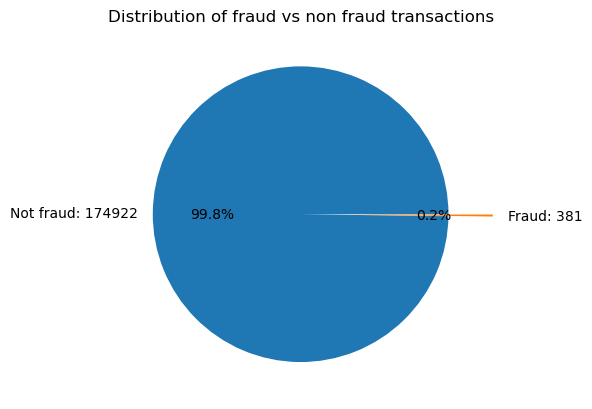 Distribution of fraud vs non fraud transactions
Not fraud: 174922
99.8%
0.2%
Fraud: 381